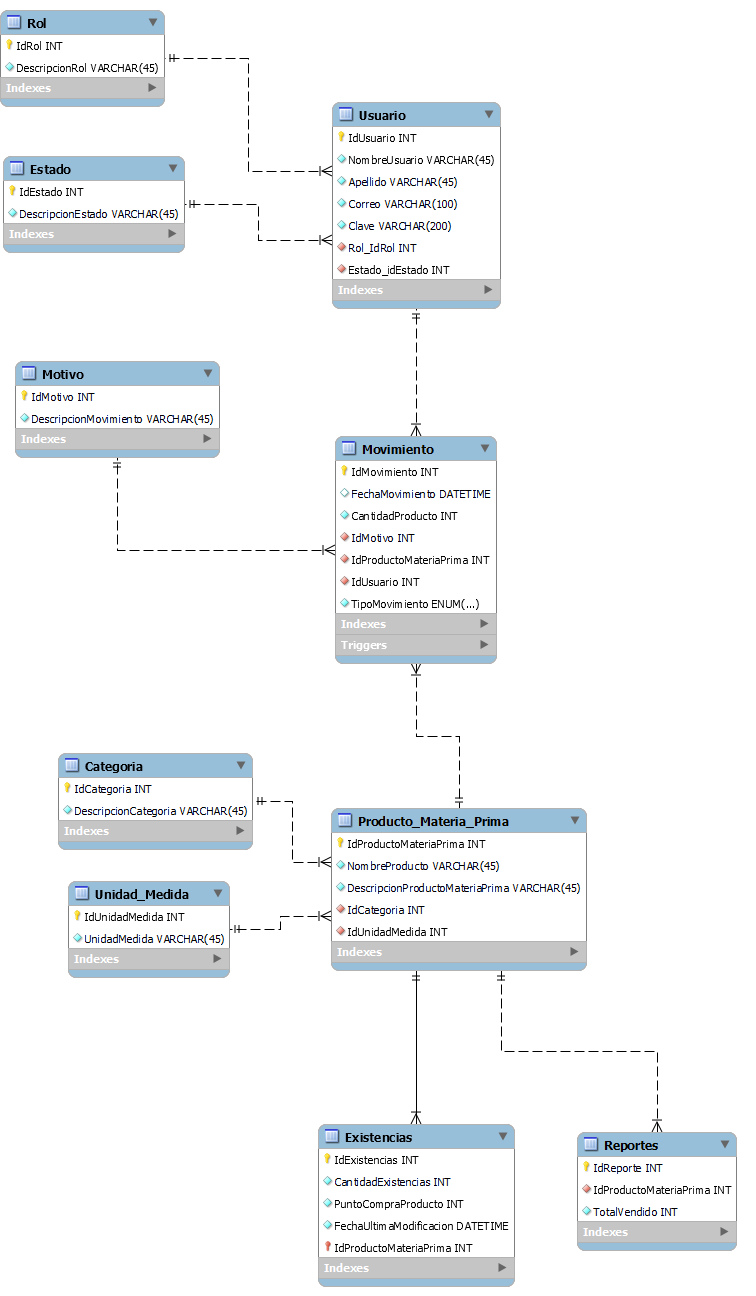 Rol
IdRol INT
DescripcionRol VARCHAR(45)
Indexes
Usuario
IdUsuario INT
NombreUsuario VARCHAR(45)
Apellido VARCHAR(45)
Correo VARCHAR(100)
Clave VARCHAR(200)
Rol_IdRol INT
Estado_idEstado INT
Indexes
Estado
IdEstado INT
DescripcionEstado VARCHAR(45)
Indexes
Motivo
IdMotivo INT
DescripcionMovimiento VARCHAR(45)
Indexes
Movimiento
IdMovimiento INT
FechaMovimiento DATETIME
CantidadProducto INT
IdMotivo INT
IdProductoMateriaPrima INT
IdUsuario INT
TipoMovimiento ENUM(...)
Indexes
Triggers
Categoria
IdCategoria INT
DescripcionCategoria VARCHAR(45)
Indexes
Producto_Materia_Prima
IdProductoMateriaPrima INT
NombreProducto VARCHAR(45)
DescripcionProductoMateriaPrima VARCHAR(45)
IdCategoria INT
IdUnidadMedida INT
Indexes
Unidad_Medida
IdUnidadMedida INT
UnidadMedida VARCHAR(45)
Indexes
Existencias
IdExistencias INT
CantidadExistencias INT
PuntoCompraProducto INT
FechaUltimaModificacion DATETIME
IdProductoMateriaPrima INT
Indexes
Reportes
IdReporte INT
IdProductoMateriaPrima INT
TotalVendido INT
Indexes